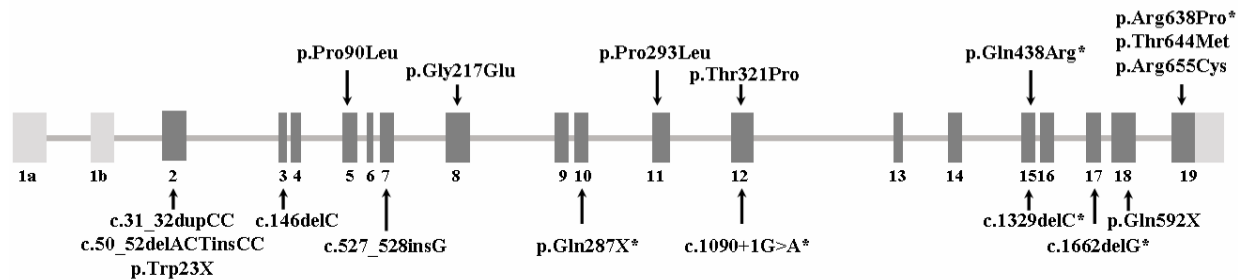 p.Arg638Pro*
p.Thr644Met
p.Arg655Cys
p.Pro90Leu
p.Gly217Glu
p.Pro293Leu
p.Thr321Pro
p.Gln438Arg*
1a 1b 2 3 4 5 6 7 8 9 10 11 12 13 14 15 16 17 18 19
c.31_32dupCC
c.50_52delACTinsCC
p.Trp23X
c.146delC
c.527_528insG
p.Gln287X*
c.1090+1G>A*
c.1329delC*
c.1662delG*
p.Gln592X